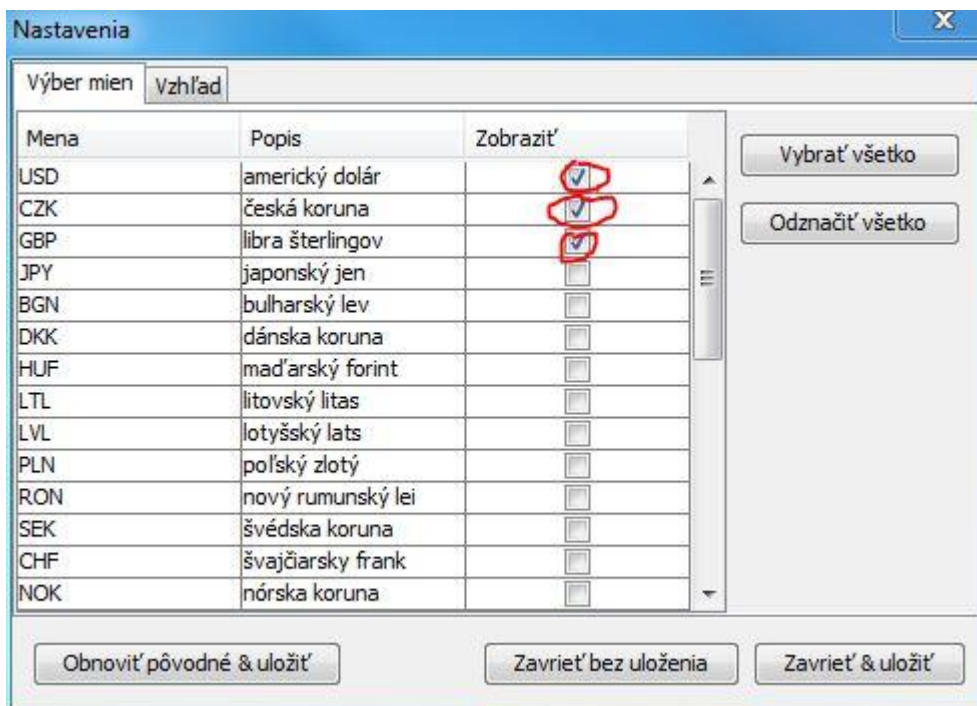 Nastavenia
Výber mien Vzhľad
Mena Popis Zobraziť
USD americký dolár
CZK česká koruna
GBP libra šterlingov
JPY japonský jen
BGN bulharský lev
DKK dánska koruna
HUF maďarský forint
LTL litovský litas
LVL lotyšský lats
PLN poľský zlotý
RON nový rumunský lei
SEK švédska koruna
CHF švajčiarsky frank
NOK nórska koruna
Vybrať všetko
Odznačiť všetko
Obnoviť pôvodné & uložiť Zavrieť bez uloženia Zavrieť & uložiť